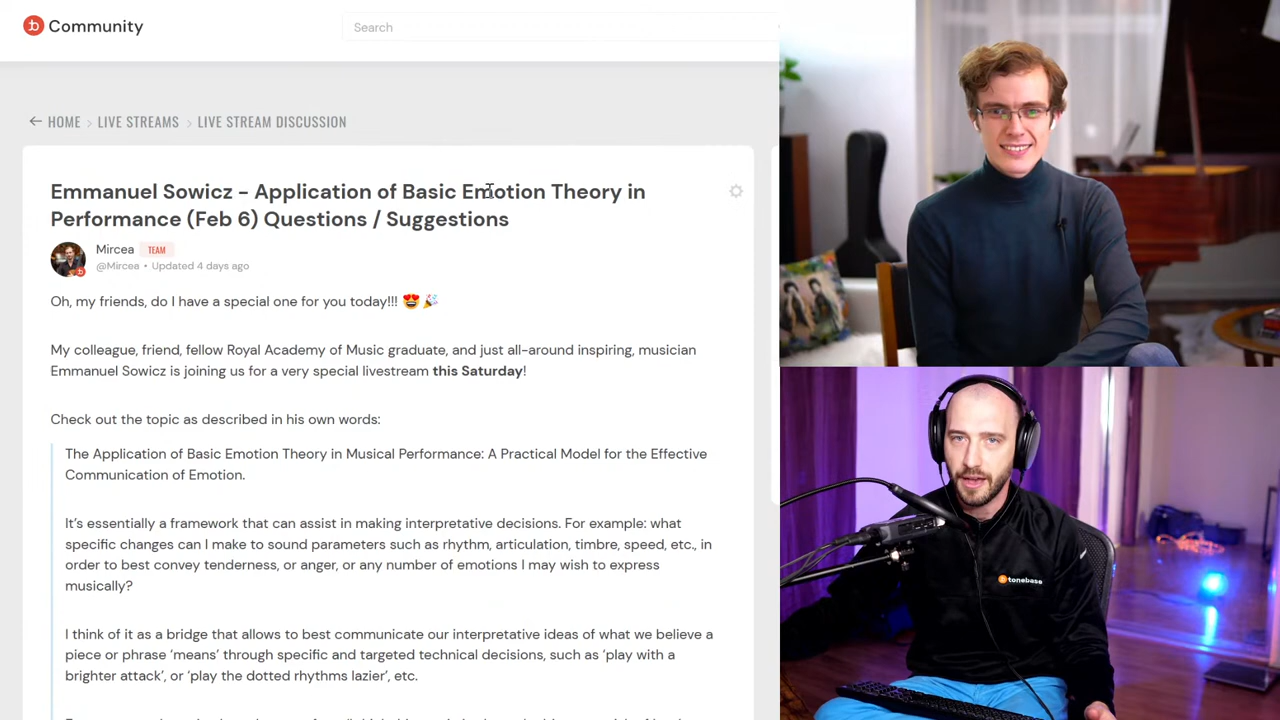 Community
Search
HOME > LIVE STREAMS > LIVE STREAM DISCUSSION
Emmanuel Sowicz - Application of Basic Emotion Theory in
Performance (Feb 6) Questions / Suggestions
Mircea TEAM
@Mircea • Updated 4 days ago
Oh, my friends, do I have a special one for you today!!! 😍 🎉
My colleague, friend, fellow Royal Academy of Music graduate, and just all-around inspiring, musician
Emmanuel Sowicz is joining us for a very special livestream this Saturday!
Check out the topic as described in his own words:
The Application of Basic Emotion Theory in Musical Performance: A Practical Model for the Effective
Communication of Emotion.
It’s essentially a framework that can assist in making interpretative decisions. For example: what
specific changes can I make to sound parameters such as rhythm, articulation, timbre, speed, etc., in
order to best convey tenderness, or anger, or any number of emotions I may wish to express
musically?
I think of it as a bridge that allows to best communicate our interpretative ideas of what we believe a
piece or phrase ‘means’ through specific and targeted technical decisions, such as ‘play with a
brighter attack’, or ‘play the dotted rhythms lazier’, etc.
tonebase